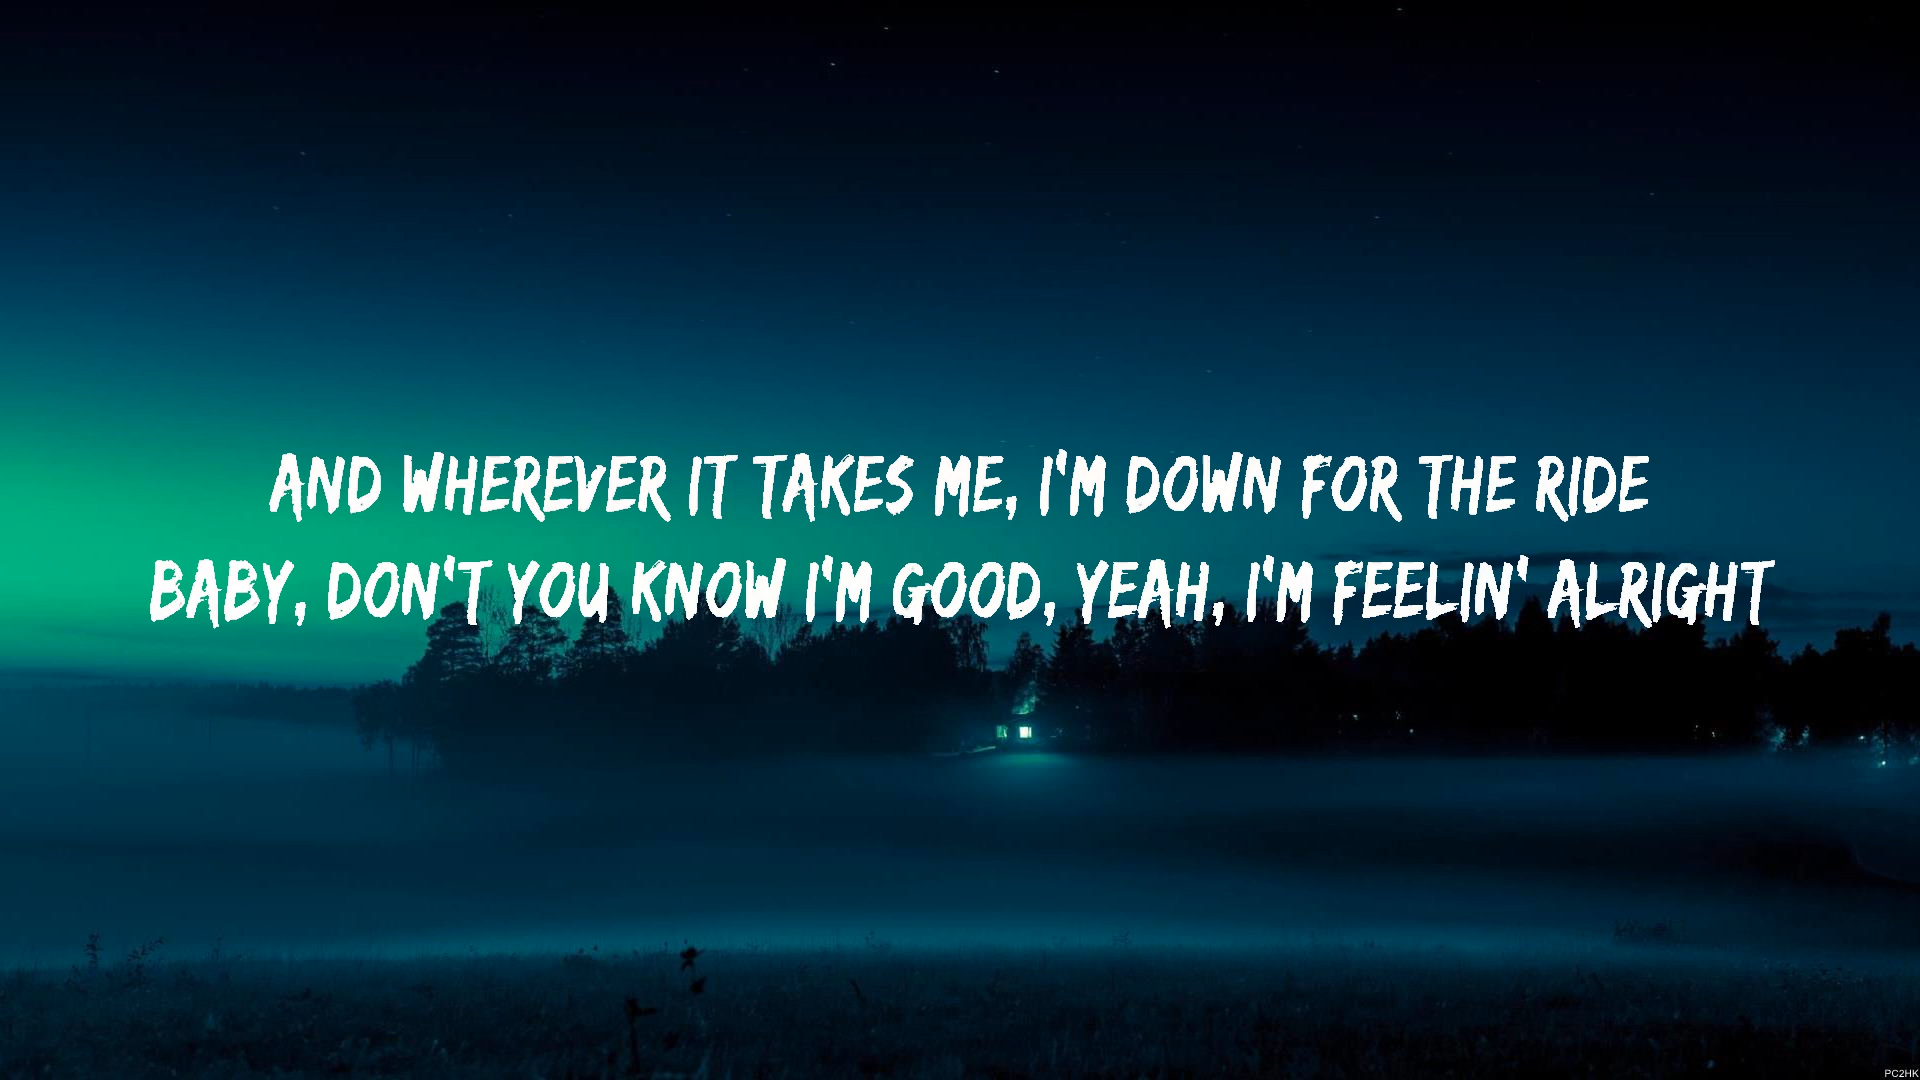 AND WHEREVER IT TAKES ME, I'M DOWN FOR THE RIDE
BABY, DON'T YOU KNOW I'M GOOD, YEAH, I'M FEELIN' ALRIGHT
PC2HK